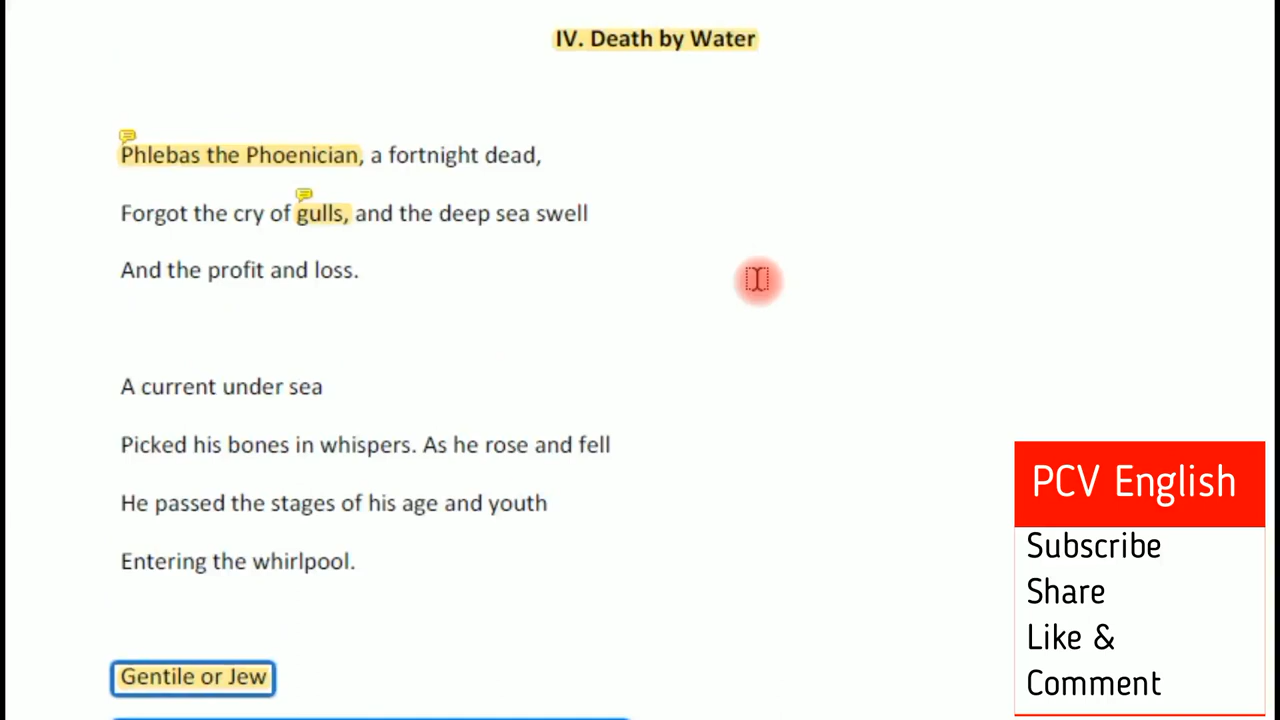 IV. Death by Water
Phlebas the Phoenician, a fortnight dead,
Forgot the cry of gulls, and the deep sea swell
And the profit and loss.
A current under sea
Picked his bones in whispers. As he rose and fell
He passed the stages of his age and youth
Entering the whirlpool.
Gentile or Jew
PCV English
Subscribe
Share
Like &
Comment